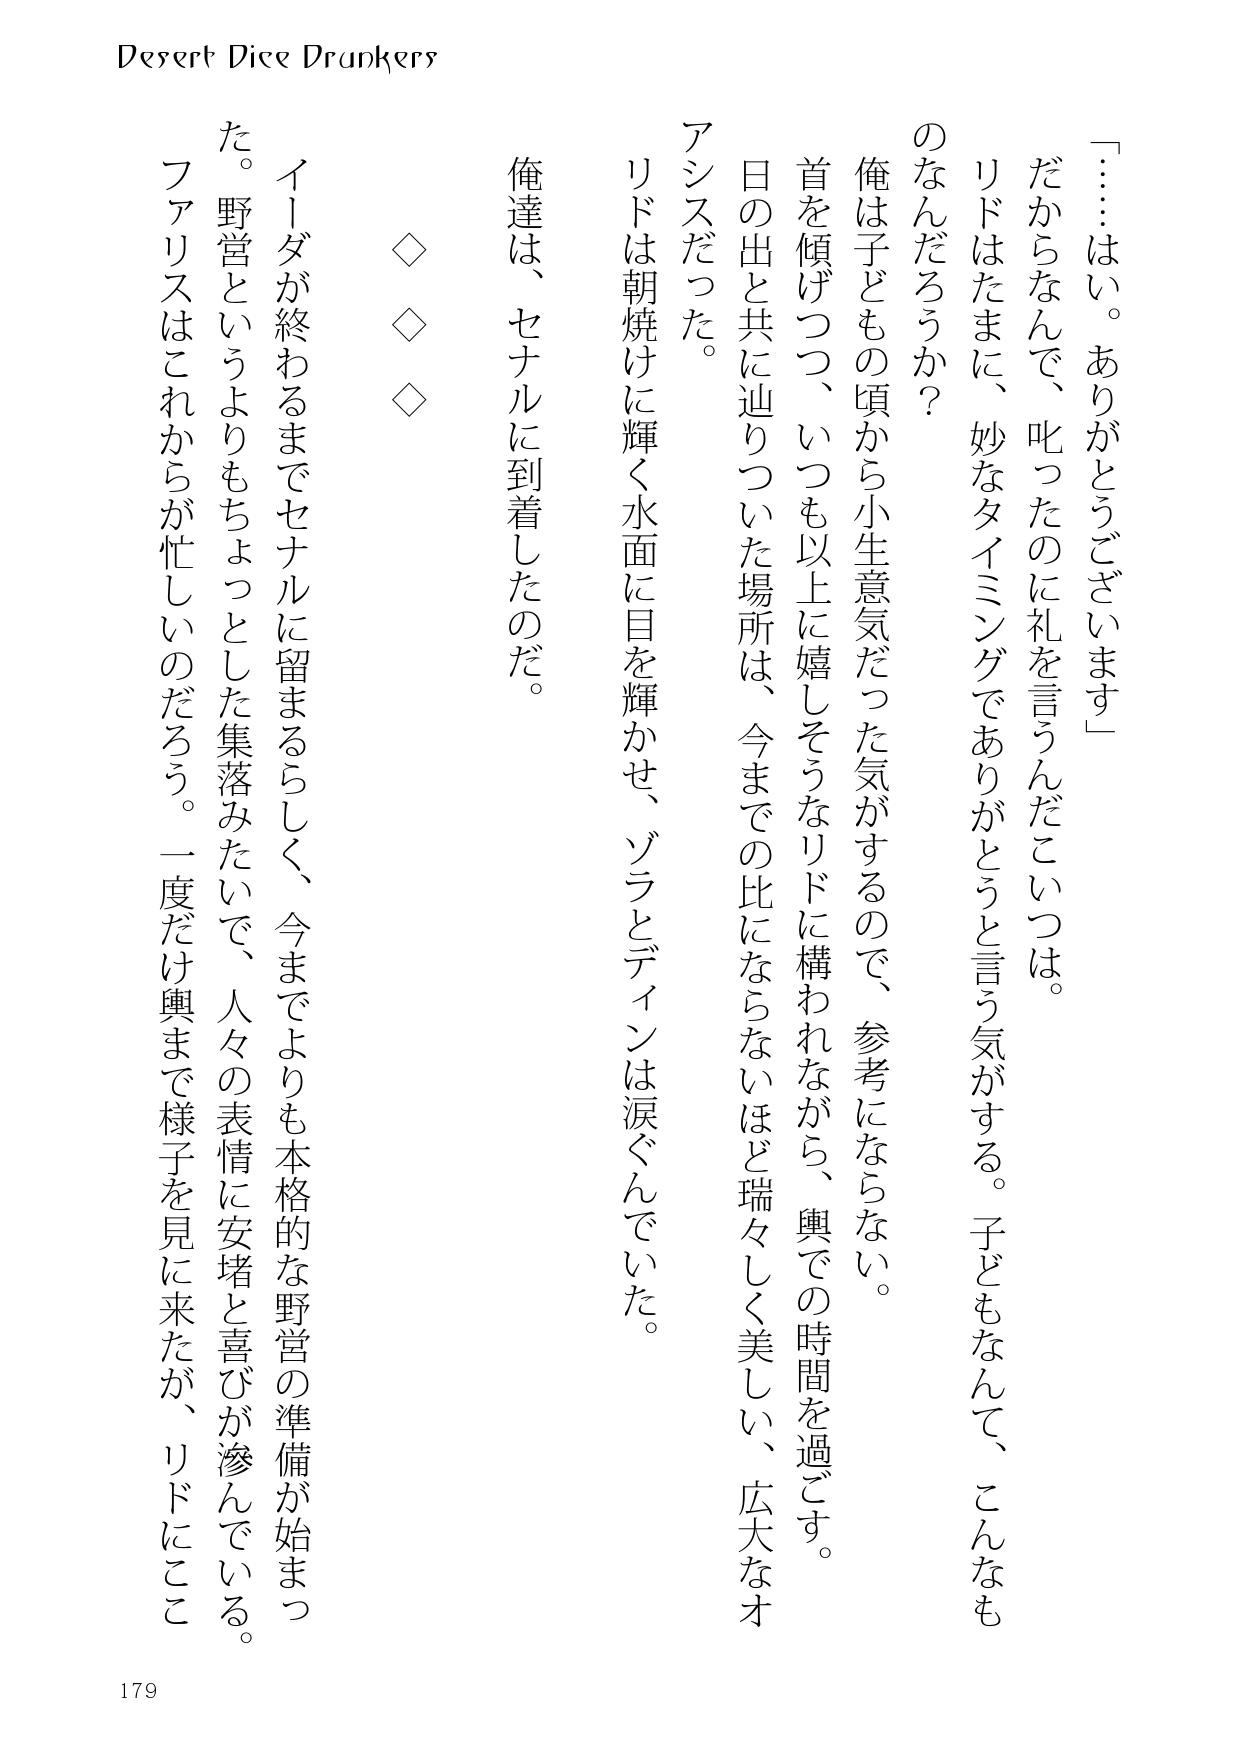 Desert Dice Drunkers
「……はい。ありがとうございます」
だからなんで、叱ったのに礼を言うんだこいつは。
リドはたまに、妙なタイミングでありがとうと言う気がする。子どもなんて、こんなも
のなんだろうか？
俺は子どもの頃から小生意気だった気がするので、参考にならない。
首を傾げつつ、いつも以上に嬉しそうなリドに構われながら、輿での時間を過ごす。
日の出と共に辿りついた場所は、今までの比にならないほど瑞々しく美しい、広大なオ
アシスだった。
リドは朝焼けに輝く水面に目を輝かせ、ゾラとディンは涙ぐんでいた。
俺達は、セナルに到着したのだ。
◇　◇　◇
イーダが終わるまでセナルに留まるらしく、今までよりも本格的な野営の準備が始まっ
た。野営というよりもちょっとした集落みたいで、人々の表情に安堵と喜びが滲んでいる。
ファリスはこれからが忙しいのだろう。一度だけ輿まで様子を見に来たが、リドにここ
179